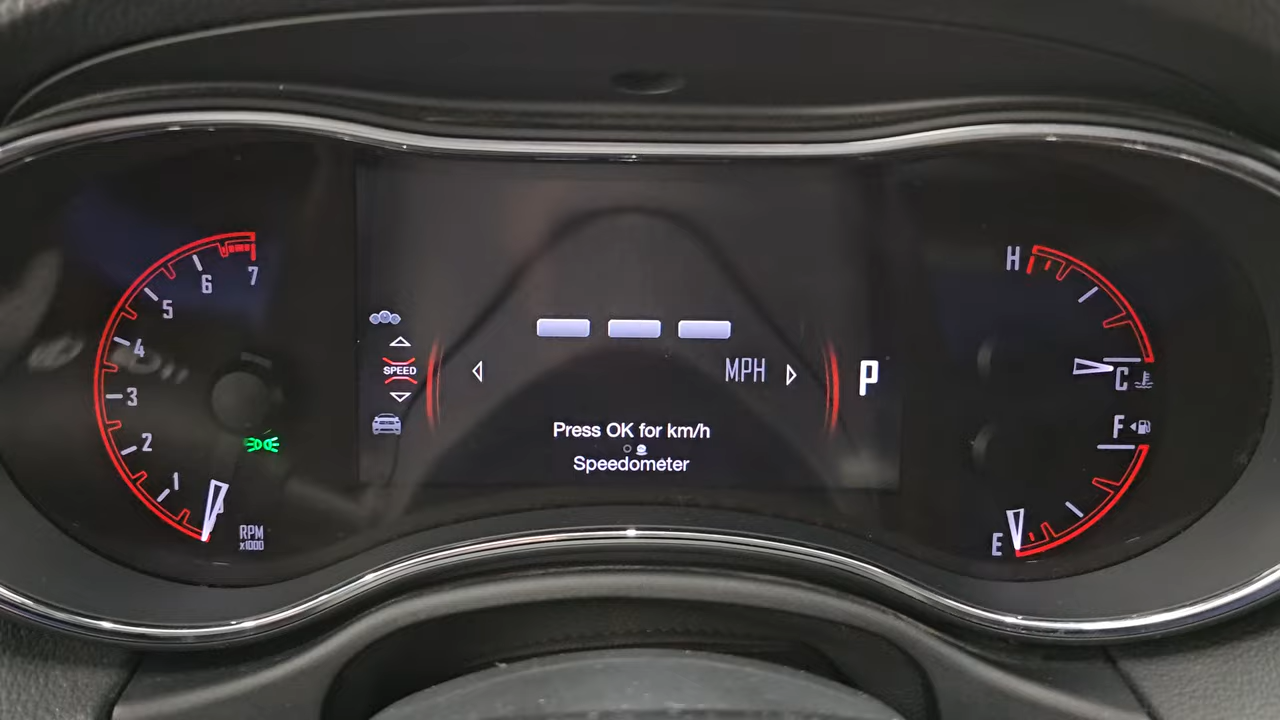 7
6
5
4
3
2
1
RPM
x1000
SPEED
MPH
Press OK for km/h
Speedometer
P
H
C
F
E